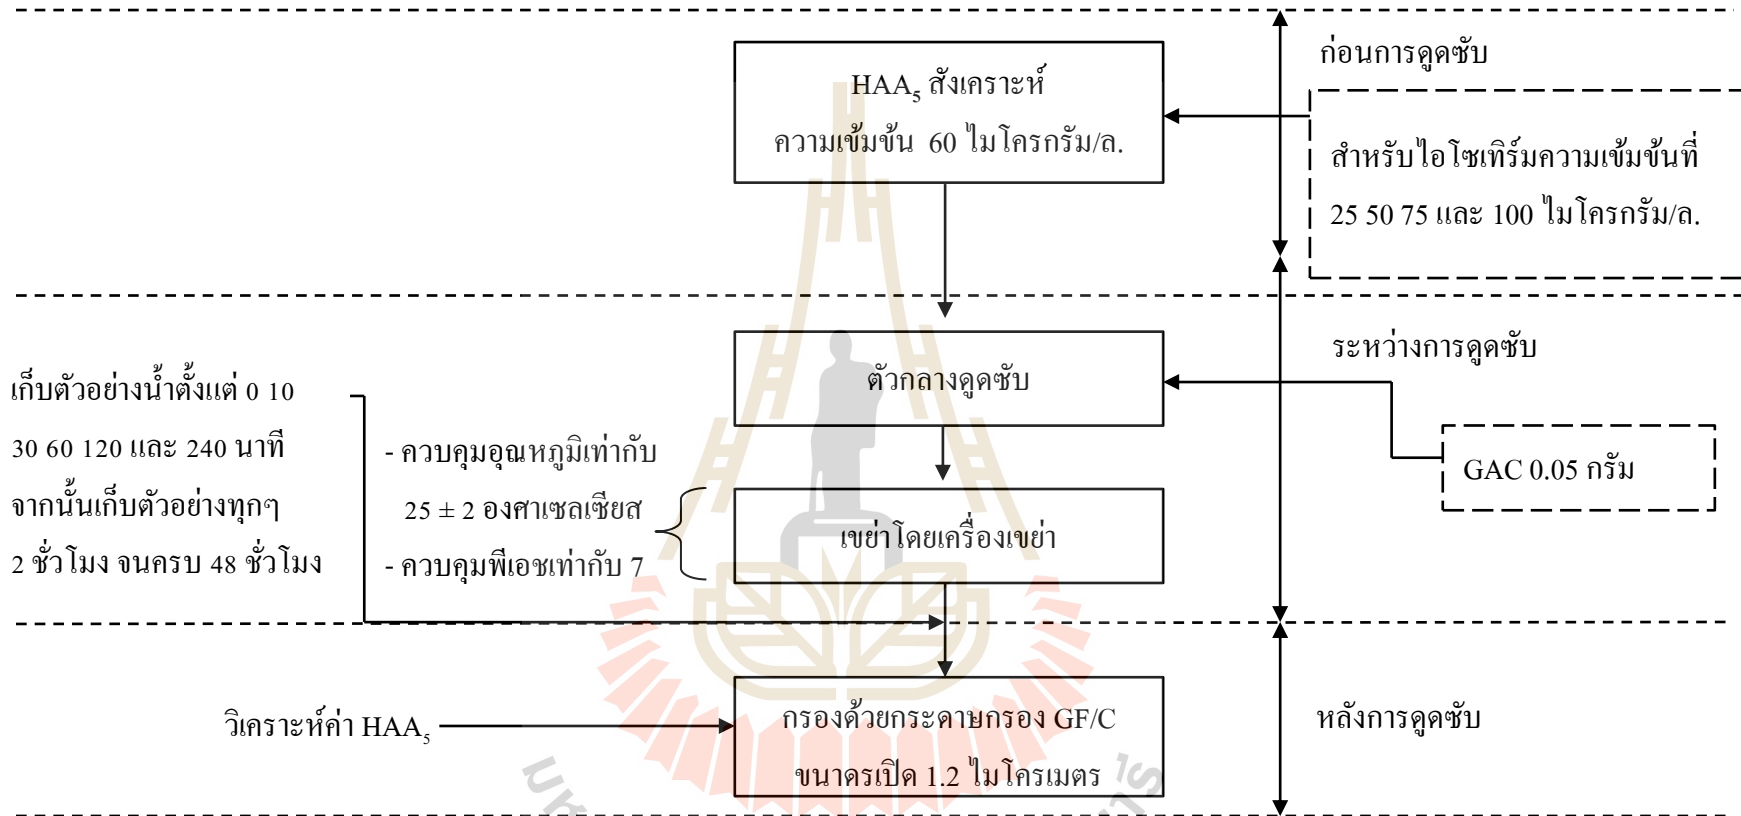 ก่อนการดูดซับ
HAA₅ สังเคราะห์
ความเข้มข้น 60 ไมโครกรัม/ล.
สำหรับไอโซเทิร์มความเข้มข้นที่
25 50 75 และ 100 ไมโครกรัม/ล.
ระหว่างการดูดซับ
ตัวกลางดูดซับ
GAC 0.05 กรัม
เก็บตัวอย่างน้ำตั้งแต่ 0 10
30 60 120 และ 240 นาที
จากนั้นเก็บตัวอย่างทุกๆ
2 ชั่วโมง จนครบ 48 ชั่วโมง
- ควบคุมอุณหภูมิเท่ากับ
25 ± 2 องศาเซลเซียส
- ควบคุมพีเอชเท่ากับ 7
เขย่าโดยเครื่องเขย่า
หลังการดูดซับ
วิเคราะห์ค่า HAA₅
กรองด้วยกระดาษกรอง GF/C
ขนาดรเปิด 1.2 ไมโครเมตร